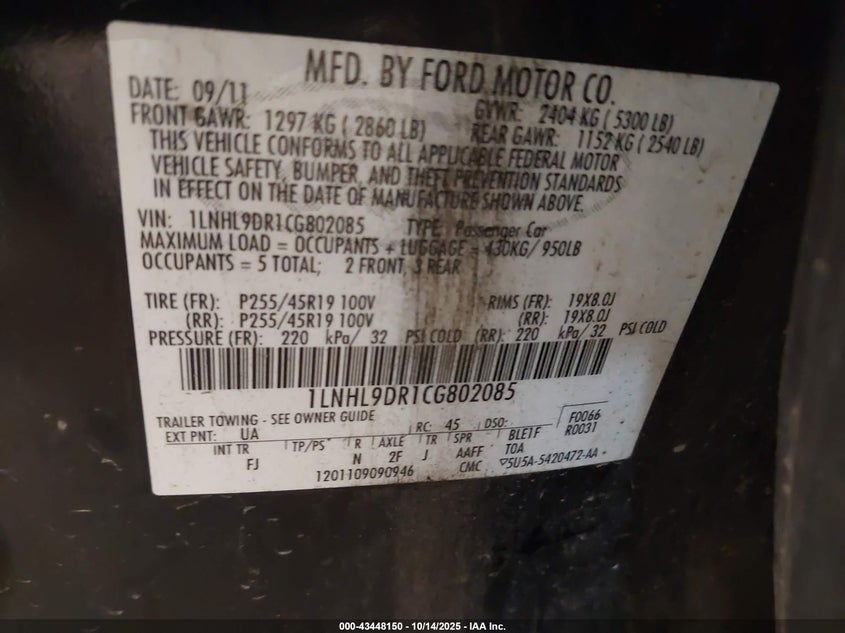 MFD. BY FORD MOTOR CO.
DATE: 09/11 GVWR: 2404 KG ( 5300 LB)
FRONT GAWR: 1297 KG ( 2860 LB) REAR GAWR: 1152 KG ( 2540 LB)
THIS VEHICLE CONFORMS TO ALL APPLICABLE FEDERAL MOTOR
VEHICLE SAFETY, BUMPER, AND THEFT PREVENTION STANDARDS
IN EFFECT ON THE DATE OF MANUFACTURE SHOWN ABOVE.
VIN: 1LNHL9DR1CG802085 TYPE: Passenger Car
MAXIMUM LOAD = OCCUPANTS + LUGGAGE = 430KG/ 950LB
OCCUPANTS = 5 TOTAL; 2 FRONT, 3 REAR
TIRE (FR): P255/45R19 100V RIMS (FR): 19X8.0J
(RR): P255/45R19 100V (RR): 19X8.0J
PRESSURE (FR): 220 kPa/ 32 PSI COLD (RR): 220 kPa/ 32 PSI COLD
1LNHL9DR1CG802085
TRAILER TOWING - SEE OWNER GUIDE
EXT PNT: UA RC: 45 DSO: F0066
INT TR TP/PS R AXLE TR SPR BLE1F R0031
FJ N 2F J AAFF TOA
1201109090946 CMC ▽5U5A-5420472-AA
000-43448150 - 10/14/2025 - IAA Inc.